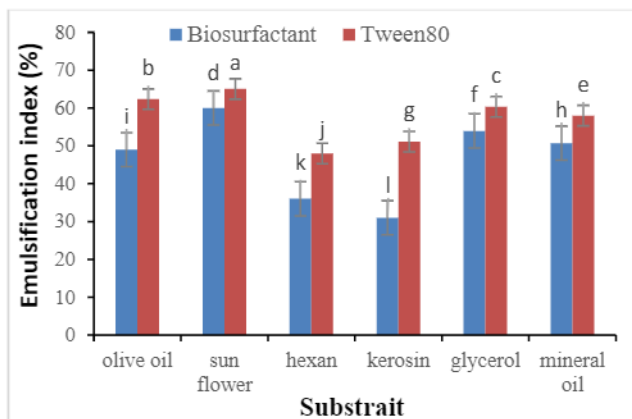 Biosurfactant Tween80
Emulsification index (%)
80
70
60
50
40
30
20
10
0
i b d a k j l g f c h e
olive oil sun hexan kerosin glycerol mineral
flower oil
Substrait